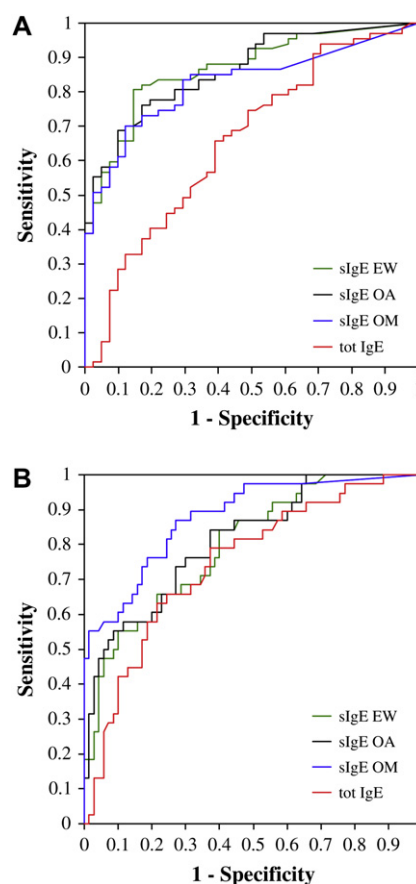 A
1
0.9
0.8
0.7
0.6
0.5
0.4
0.3
0.2
0.1
0
Sensitivity
sIgE EW
sIgE OA
sIgE OM
tot IgE
0 0.1 0.2 0.3 0.4 0.5 0.6 0.7 0.8 0.9
1 - Specificity
B
1
0.9
0.8
0.7
0.6
0.5
0.4
0.3
0.2
0.1
0
Sensitivity
sIgE EW
sIgE OA
sIgE OM
tot IgE
0 0.1 0.2 0.3 0.4 0.5 0.6 0.7 0.8 0.9
1 - Specificity